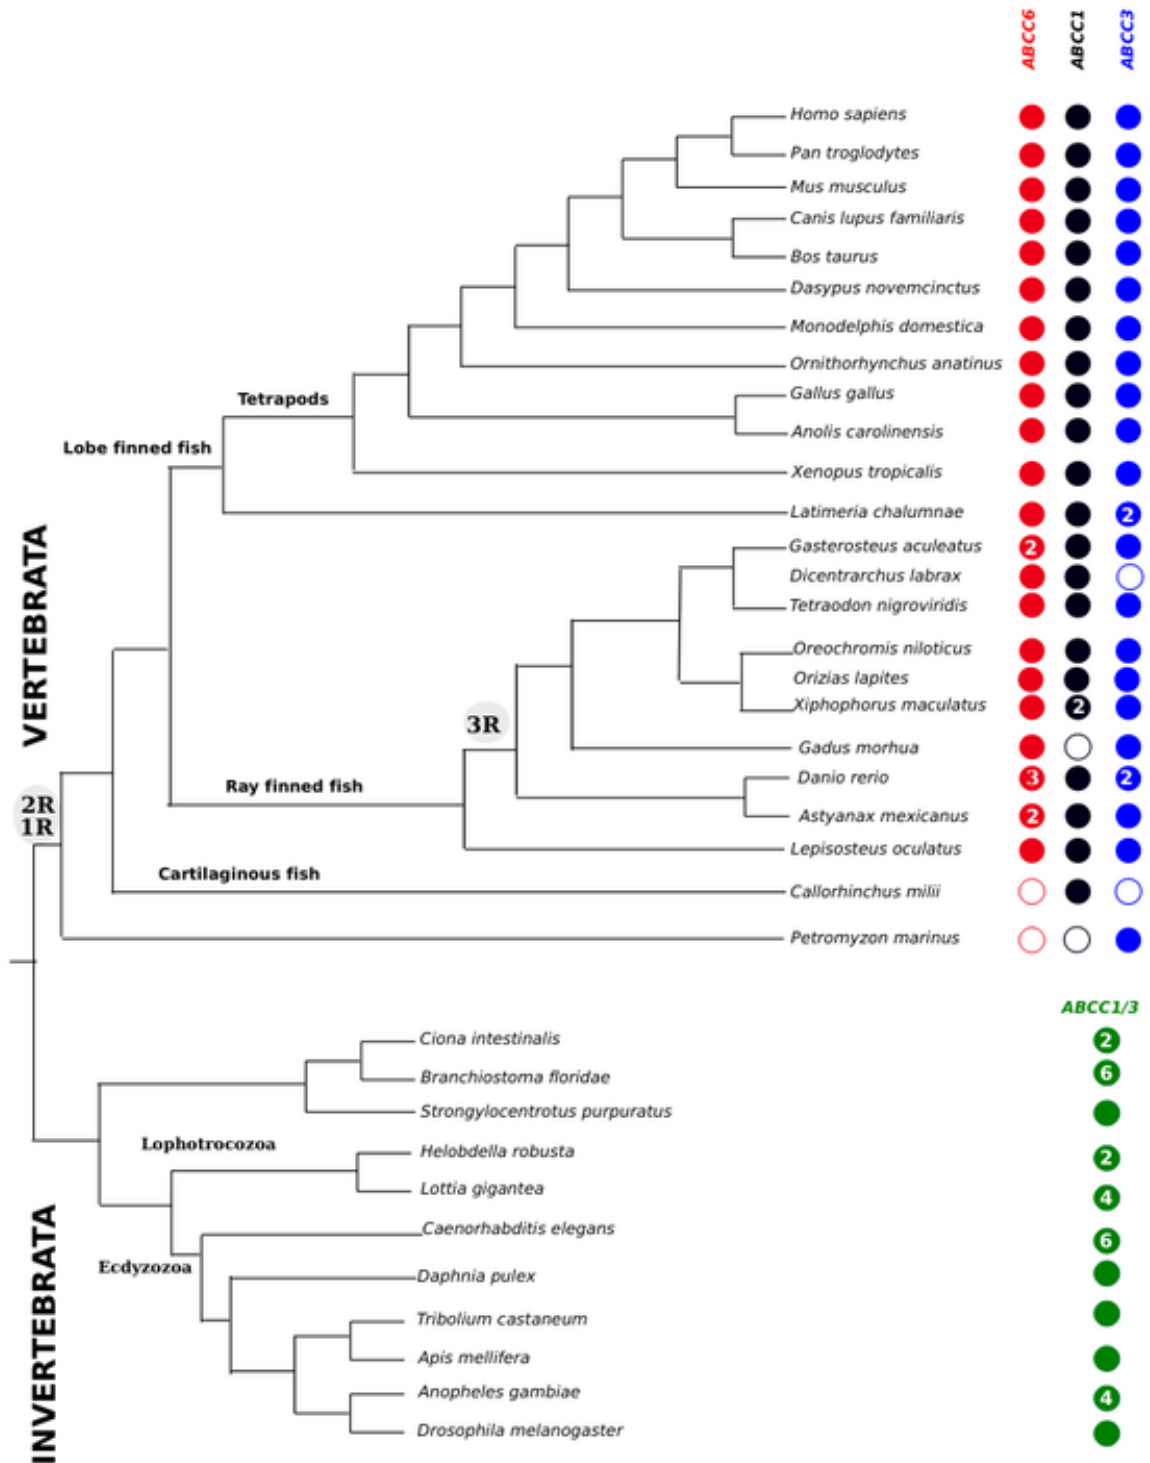 ABCC6 ABCC1 ABCC3
Homo sapiens
Pan troglodytes
Mus musculus
Canis lupus familiaris
Bos taurus
Dasypus novemcinctus
Monodelphis domestica
Ornithorhynchus anatinus
Gallus gallus
Tetrapods
Anolis carolinensis
Lobe finned fish
Xenopus tropicalis
Latimeria chalumnae 2
Gasterosteus aculeatus 2
Dicentrarchus labrax
Tetraodon nigroviridis
VERTEBRATA
Oreochromis niloticus
Orizias lapites
Xiphophorus maculatus 2
3R
Gadus morhua
Danio rerio 3 2
Ray finned fish
2R
1R
Astyanax mexicanus 2
Lepisosteus oculatus
Cartilaginous fish
Callorhinchus milii
Petromyzon marinus
ABCC1/3
Ciona intestinalis 2
Branchiostoma floridae 6
Strongylocentrotus purpuratus
Lophotrocozoa
Helobdella robusta 2
Lottia gigantea 4
Caenorhabditis elegans 6
Ecdyzozoa
Daphnia pulex
INVERTEBRATA
Tribolium castaneum
Apis mellifera
Anopheles gambiae 4
Drosophila melanogaster